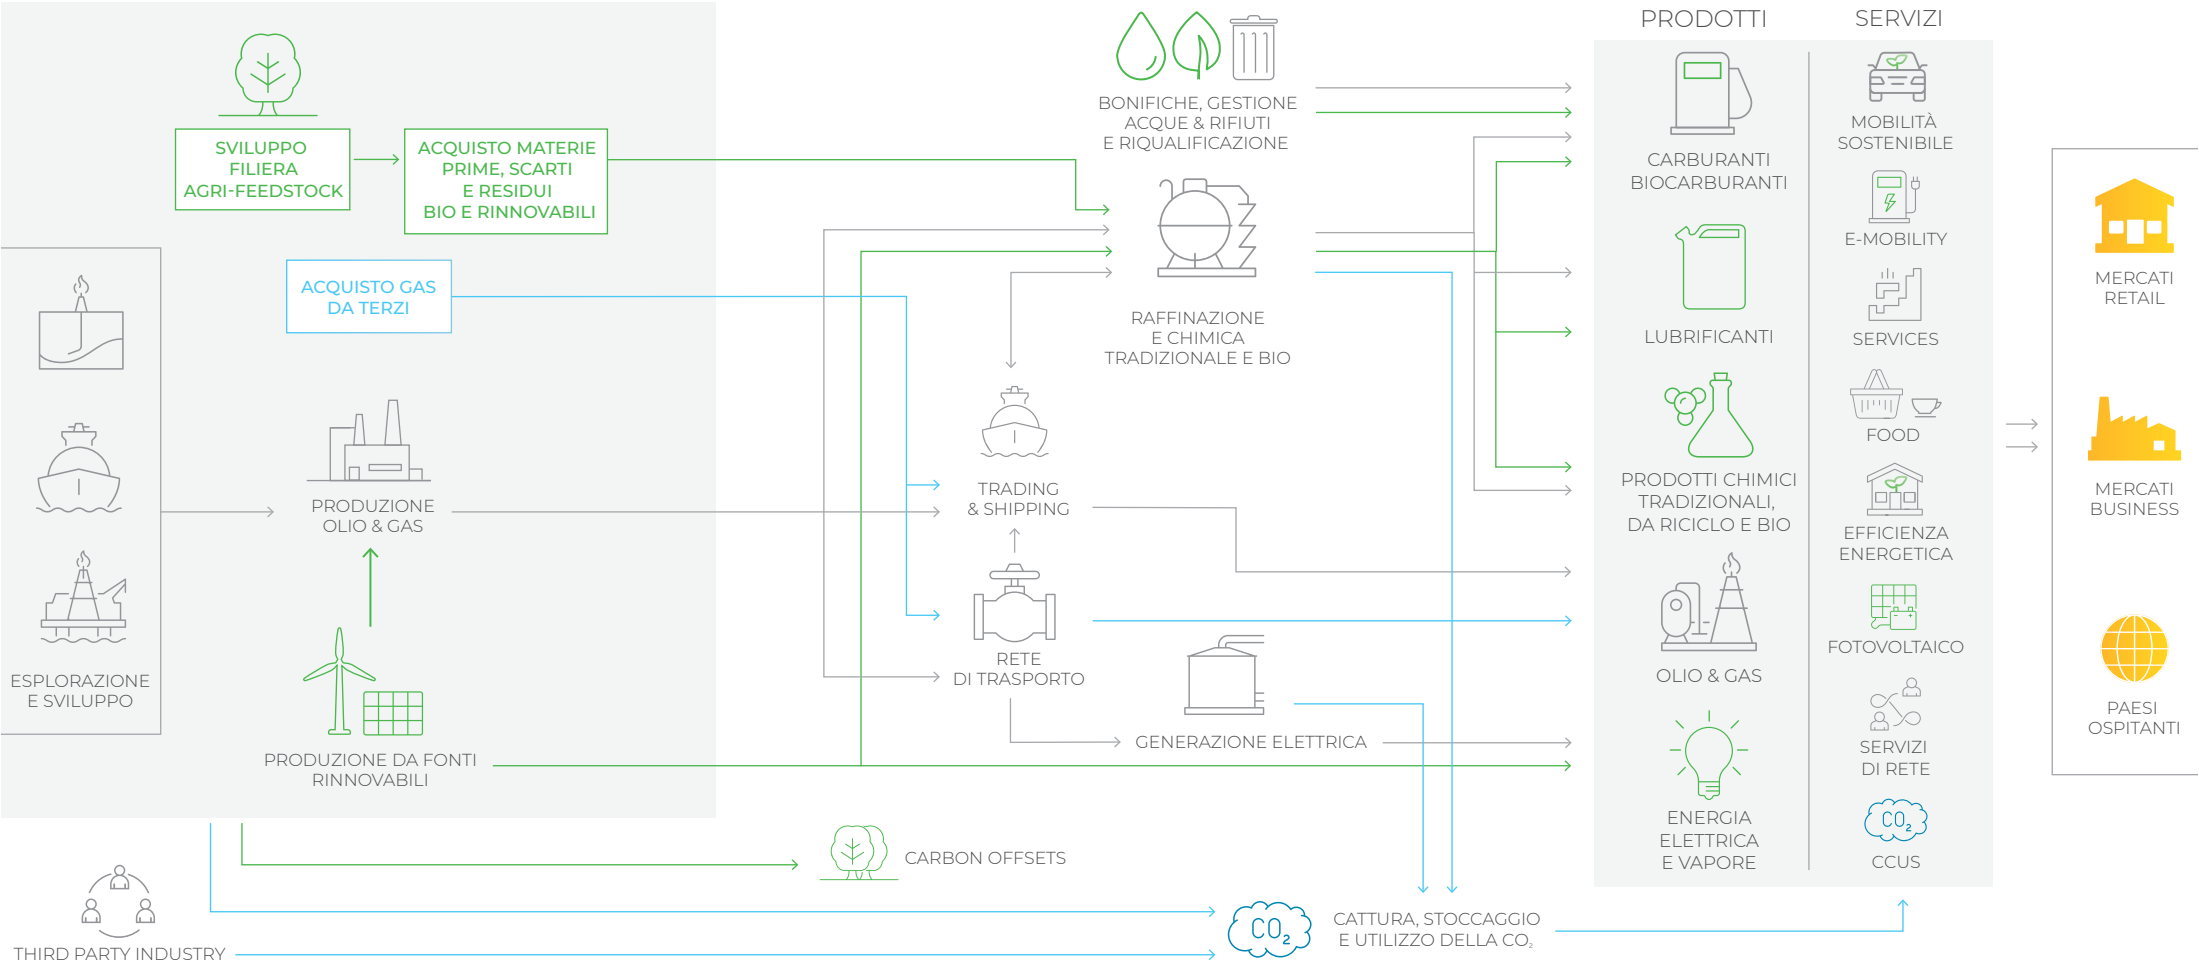 SVILUPPO
FILIERA
AGRI-FEEDSTOCK
ACQUISTO MATERIE
PRIME, SCARTI
E RESIDUI
BIO E RINNOVABILI
ACQUISTO GAS
DA TERZI
ESPLORAZIONE
E SVILUPPO
PRODUZIONE
OLIO & GAS
PRODUZIONE DA FONTI
RINNOVABILI
THIRD PARTY INDUSTRY
BONIFICHE, GESTIONE
ACQUE & RIFIUTI
E RIQUALIFICAZIONE
RAFFINAZIONE
E CHIMICA
TRADIZIONALE E BIO
TRADING
& SHIPPING
RETE
DI TRASPORTO
GENERAZIONE ELETTRICA
CARBON OFFSETS
CO₂
CATTURA, STOCCAGGIO
E UTILIZZO DELLA CO₂
PRODOTTI
CARBURANTI
BIOCARBURANTI
LUBRIFICANTI
PRODOTTI CHIMICI
TRADIZIONALI,
DA RICICLO E BIO
OLIO & GAS
ENERGIA
ELETTRICA
E VAPORE
SERVIZI
MOBILITÀ
SOSTENIBILE
E-MOBILITY
SERVICES
FOOD
EFFICIENZA
ENERGETICA
FOTOVOLTAICO
SERVIZI
DI RETE
CO₂
CCUS
MERCATI
RETAIL
MERCATI
BUSINESS
PAESI
OSPITANTI